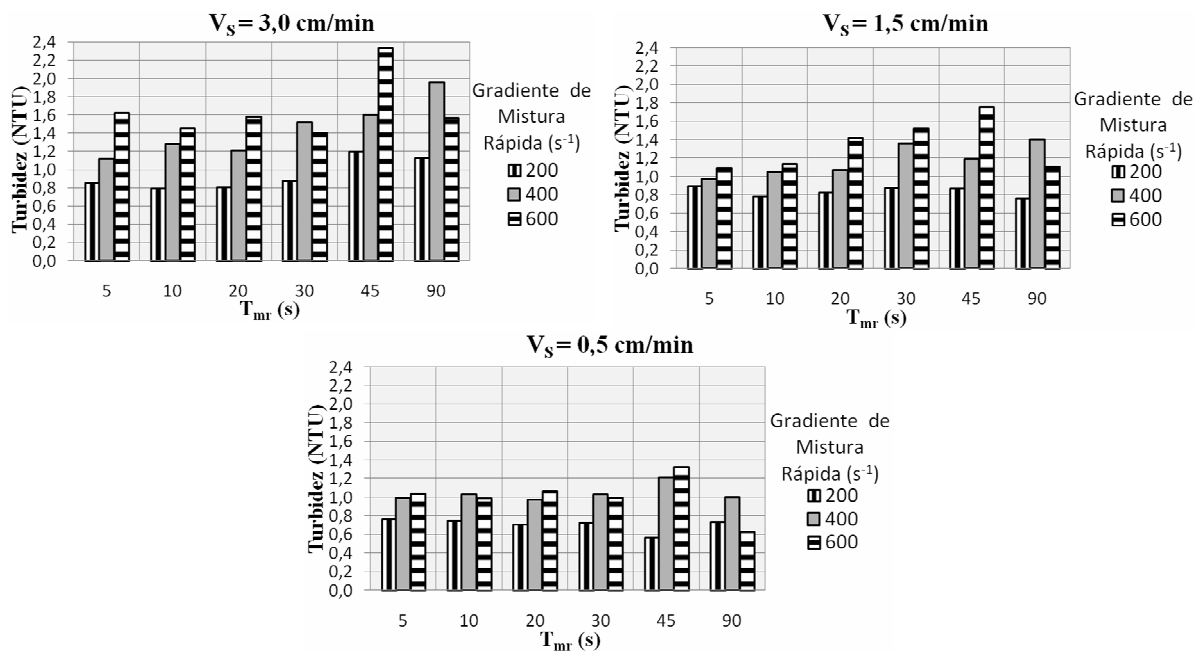 V_S = 3,0 cm/min
Turbidez (NTU)
2,4
2,2
2,0
1,8
1,6
1,4
1,2
1,0
0,8
0,6
0,4
0,2
0,0
5 10 20 30 45 90
T_mr (s)
Gradiente de
Mistura
Rápida (s⁻¹)
200
400
600
V_S = 1,5 cm/min
Turbidez (NTU)
2,4
2,2
2,0
1,8
1,6
1,4
1,2
1,0
0,8
0,6
0,4
0,2
0,0
5 10 20 30 45 90
T_mr (s)
Gradiente de
Mistura
Rápida (s⁻¹)
200
400
600
V_S = 0,5 cm/min
Turbidez (NTU)
2,4
2,2
2,0
1,8
1,6
1,4
1,2
1,0
0,8
0,6
0,4
0,2
0,0
5 10 20 30 45 90
T_mr (s)
Gradiente de
Mistura
Rápida (s⁻¹)
200
400
600